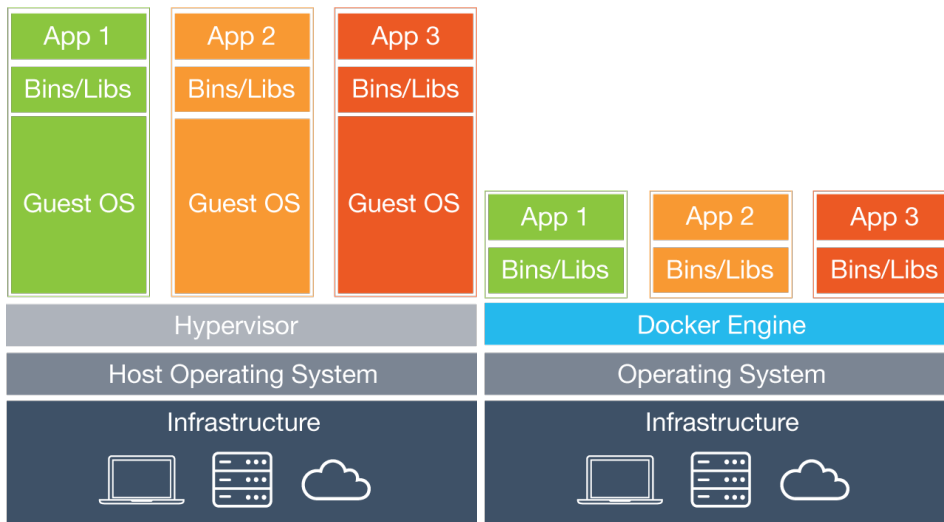 App 1
App 2
App 3
Bins/Libs
Bins/Libs
Bins/Libs
Guest OS
Guest OS
Guest OS
Hypervisor
Host Operating System
Infrastructure
App 1
App 2
App 3
Bins/Libs
Bins/Libs
Bins/Libs
Docker Engine
Operating System
Infrastructure